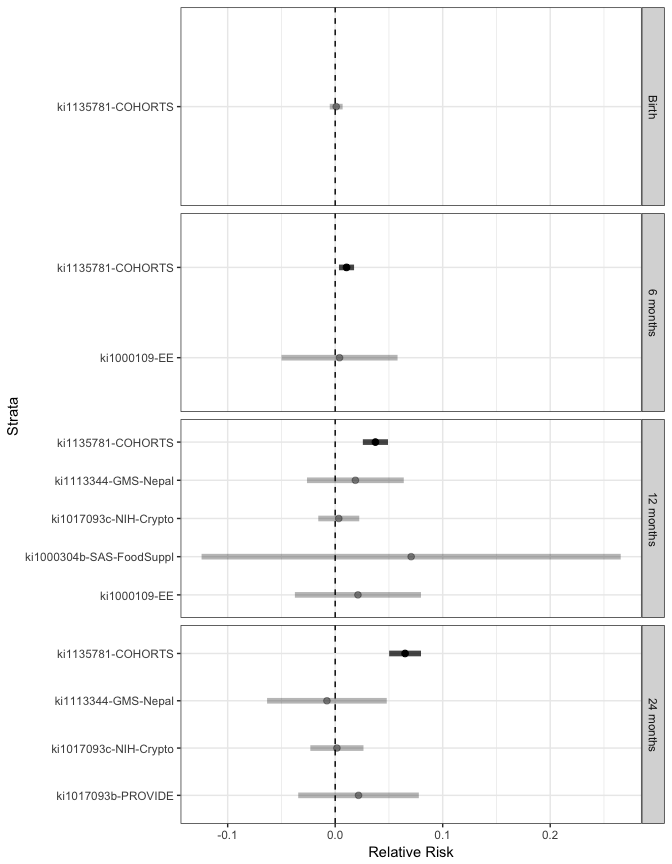 Strata
ki1135781-COHORTS
Birth
ki1135781-COHORTS
ki1000109-EE
6 months
ki1135781-COHORTS
ki1113344-GMS-Nepal
ki1017093c-NIH-Crypto
ki1000304b-SAS-FoodSuppl
ki1000109-EE
12 months
ki1135781-COHORTS
ki1113344-GMS-Nepal
ki1017093c-NIH-Crypto
ki1017093b-PROVIDE
24 months
-0.1 0.0 0.1 0.2
Relative Risk